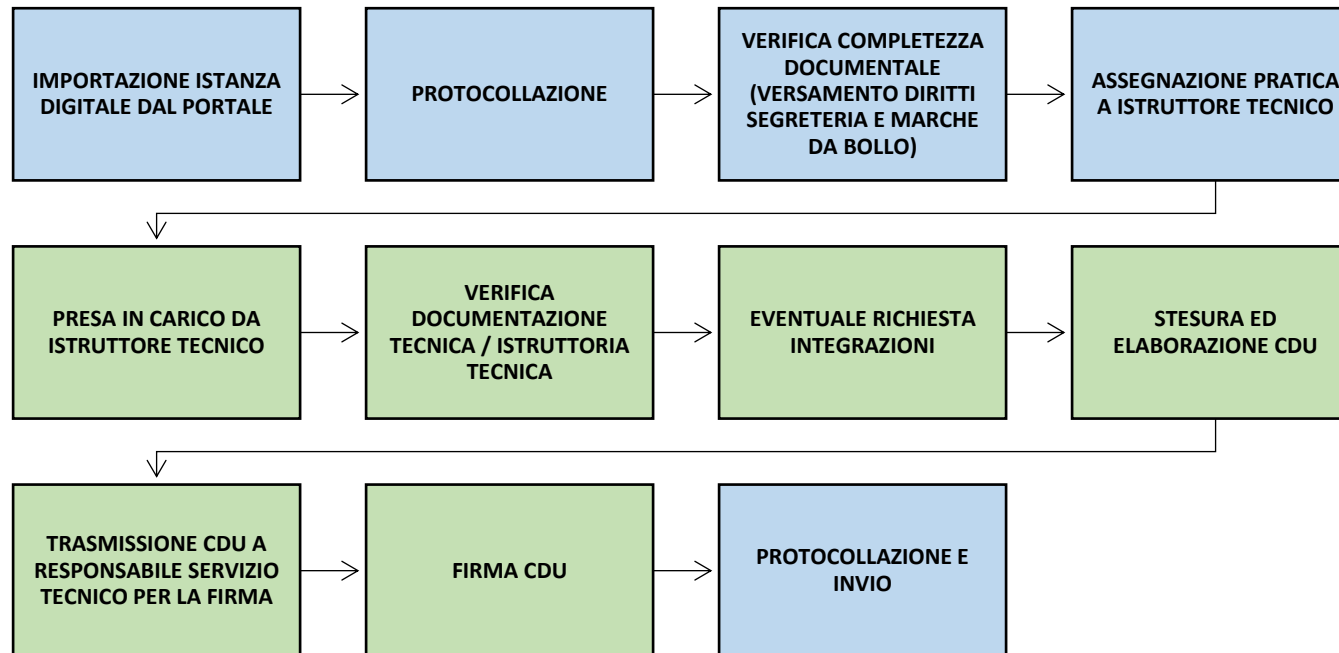 IMPORTAZIONE ISTANZA
DIGITALE DAL PORTALE
PROTOCOLLAZIONE
VERIFICA COMPLETEZZA
DOCUMENTALE
(VERSAMENTO DIRITTI
SEGRETERIA E MARCHE
DA BOLLO)
ASSEGNAZIONE PRATICA
A ISTRUTTORE TECNICO
PRESA IN CARICO DA
ISTRUTTORE TECNICO
VERIFICA
DOCUMENTAZIONE
TECNICA / ISTRUTTORIA
TECNICA
EVENTUALE RICHIESTA
INTEGRAZIONI
STESURA ED
ELABORAZIONE CDU
TRASMISSIONE CDU A
RESPONSABILE SERVIZIO
TECNICO PER LA FIRMA
FIRMA CDU
PROTOCOLLAZIONE E
INVIO